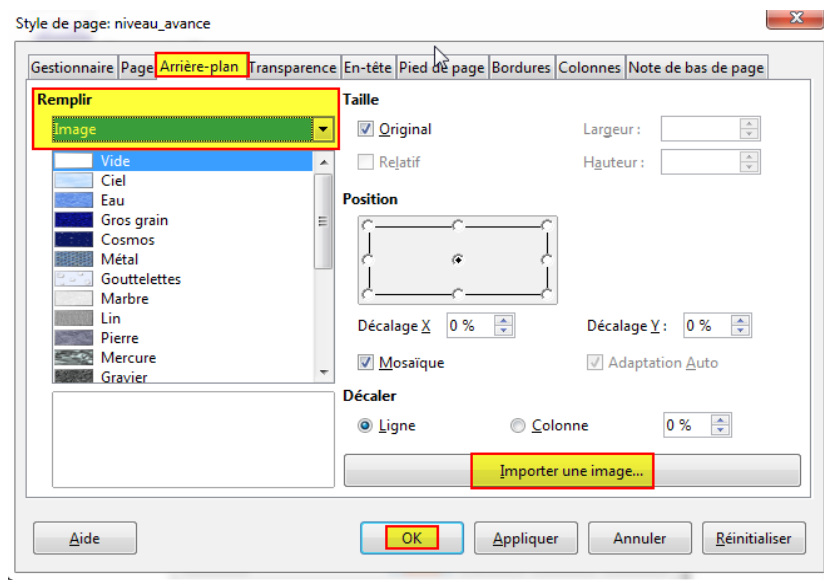 Style de page: niveau_avance
Gestionnaire Page Arrière-plan Transparence En-tête Pied de page Bordures Colonnes Note de bas de page
Remplir
Image
Vide
Ciel
Eau
Gros grain
Cosmos
Métal
Gouttelettes
Marbre
Lin
Pierre
Mercure
Gravier
Taille
Original Largeur :
Relatif Hauteur :
Position
Décalage X 0 % Décalage Y : 0 %
Mosaïque Adaptation Auto
Décaler
Ligne Colonne 0 %
Importer une image...
Aide OK Appliquer Annuler Réinitialiser